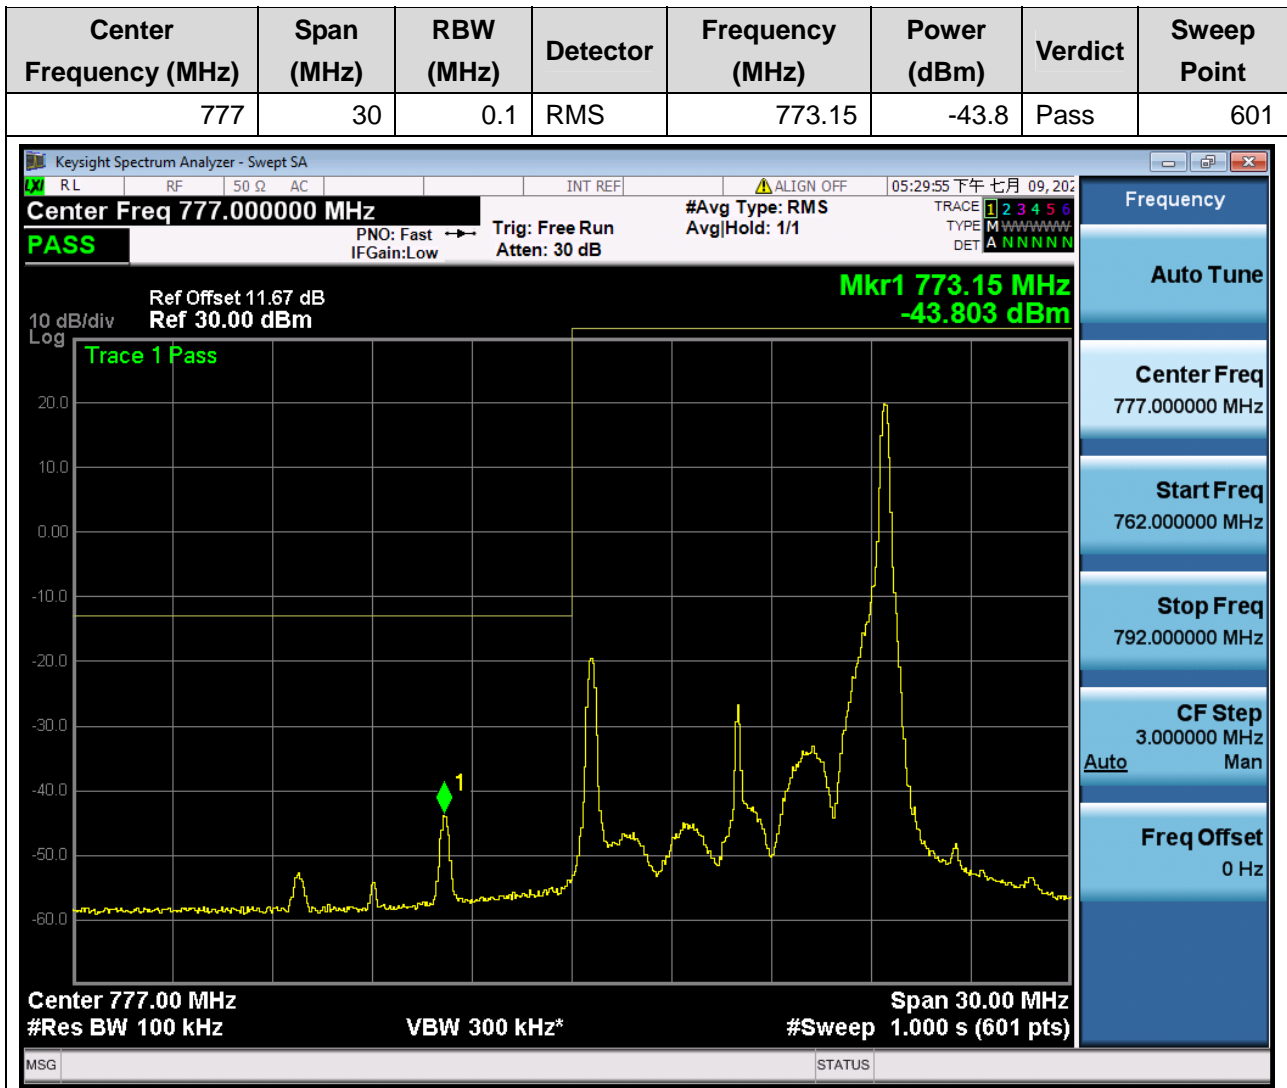 Center Frequency (MHz) Span (MHz) RBW (MHz) Detector Frequency (MHz) Power (dBm) Verdict Sweep Point
777 30 0.1 RMS 773.15 -43.8 Pass 601
Keysight Spectrum Analyzer - Swept SA
LXI RL RF 50 Ω AC INT REF ALIGN OFF 05:29:55 下午 七月 09, 202
Center Freq 777.000000 MHz
PASS
PNO: Fast
IFGain:Low
Trig: Free Run
Atten: 30 dB
#Avg Type: RMS
Avg|Hold: 1/1
TRACE 1 2 3 4 5 6
TYPE M WWWWW
DET A N N N N N
Frequency
Auto Tune
Center Freq
777.000000 MHz
Start Freq
762.000000 MHz
Stop Freq
792.000000 MHz
CF Step
3.000000 MHz
Auto Man
Freq Offset
0 Hz
Mkr1 773.15 MHz
-43.803 dBm
Ref Offset 11.67 dB
10 dB/div Ref 30.00 dBm
Log
Trace 1 Pass
20.0
10.0
0.00
-10.0
-20.0
-30.0
-40.0
1
-50.0
-60.0
Center 777.00 MHz Span 30.00 MHz
#Res BW 100 kHz VBW 300 kHz* #Sweep 1.000 s (601 pts)
MSG STATUS